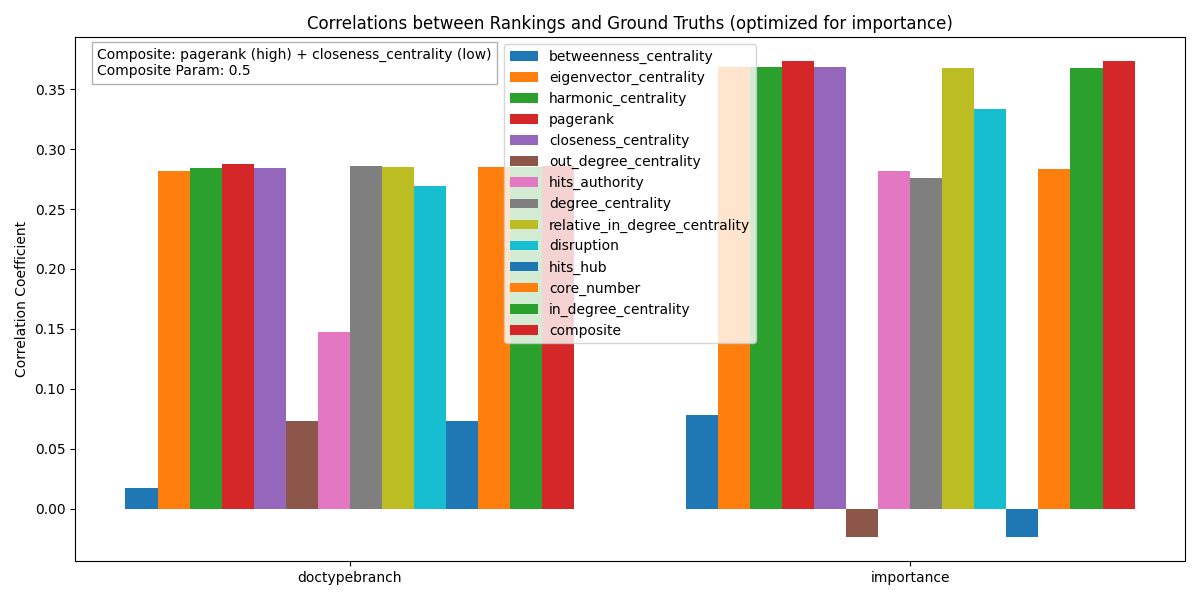 Correlations between Rankings and Ground Truths (optimized for importance)
Composite: pagerank (high) + closeness_centrality (low)
Composite Param: 0.5
betweenness_centrality
eigenvector_centrality
harmonic_centrality
pagerank
closeness_centrality
out_degree_centrality
hits_authority
degree_centrality
relative_in_degree_centrality
disruption
hits_hub
core_number
in_degree_centrality
composite
Correlation Coefficient
0.35
0.30
0.25
0.20
0.15
0.10
0.05
0.00
doctypebranch
importance